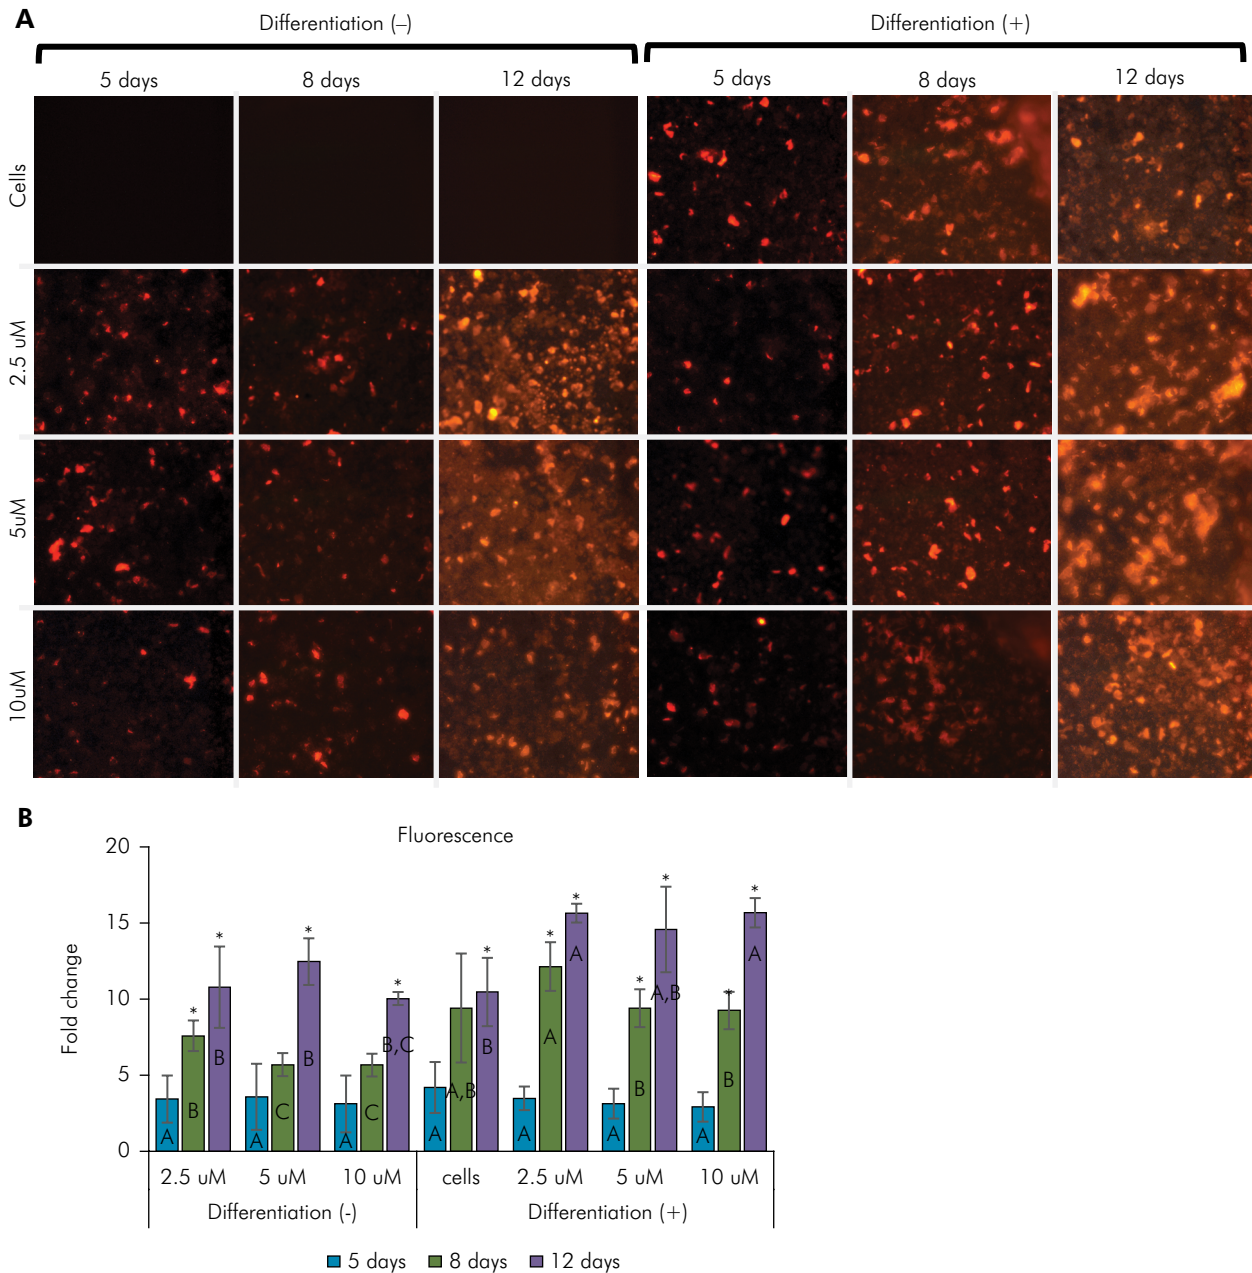 A
Differentiation (–) Differentiation (+)
5 days 8 days 12 days 5 days 8 days 12 days
Cells
2.5 uM
5uM
10uM
B
Fluorescence
Fold change
20
15
10
5
0
* * * * * * * * * * *
A B B A C B A C B,C A A,B B A A A A B A,B A B A
2.5 uM 5 uM 10 uM cells 2.5 uM 5 uM 10 uM
Differentiation (-) Differentiation (+)
5 days 8 days 12 days